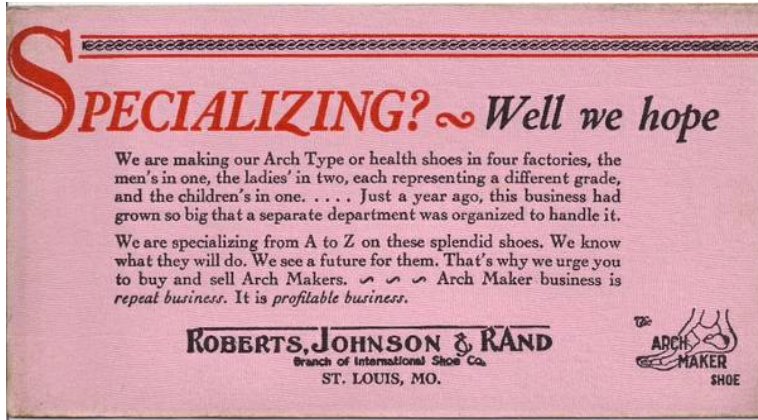 SPECIALIZING? ~ Well we hope
We are making our Arch Type or health shoes in four factories, the
men's in one, the ladies' in two, each representing a different grade,
and the children's in one. . . . . Just a year ago, this business had
grown so big that a separate department was organized to handle it.
We are specializing from A to Z on these splendid shoes. We know
what they will do. We see a future for them. That's why we urge you
to buy and sell Arch Makers. ~ ~ ~ Arch Maker business is
repeat business. It is profitable business.
ROBERTS, JOHNSON & RAND
Branch of International Shoe Co.
ST. LOUIS, MO.
The
ARCH
MAKER
SHOE